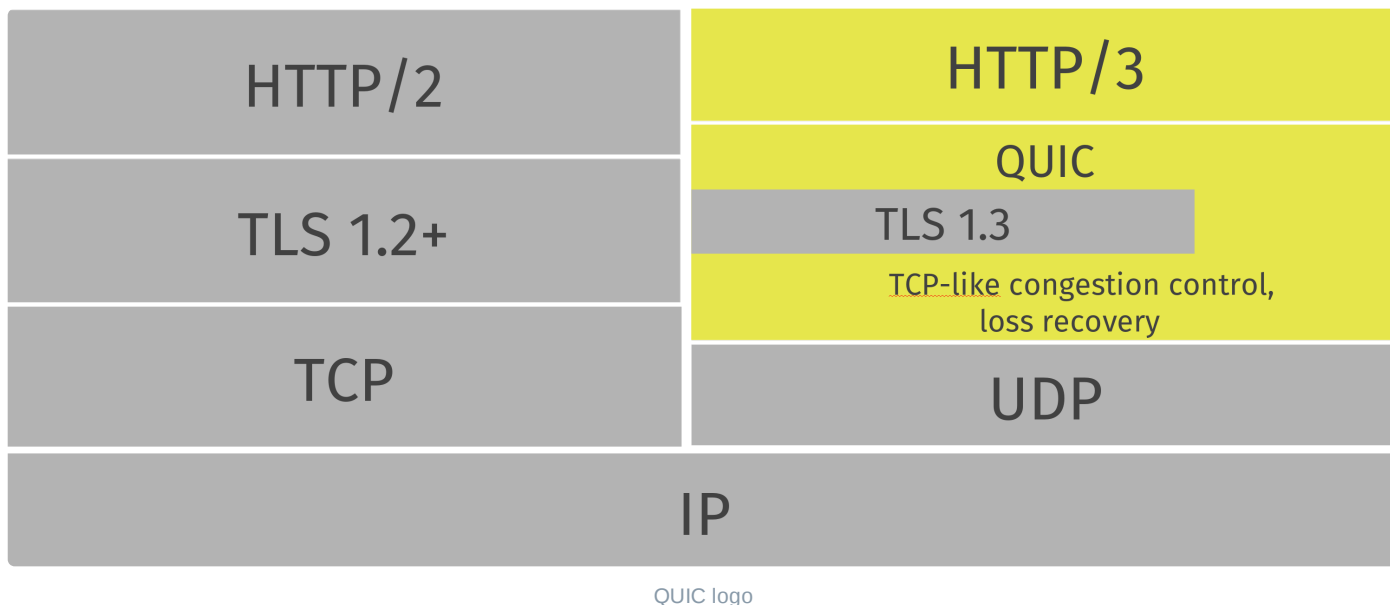 HTTP/2
TLS 1.2+
TCP
HTTP/3
QUIC
TLS 1.3
TCP-like congestion control,
loss recovery
UDP
IP
QUIC logo